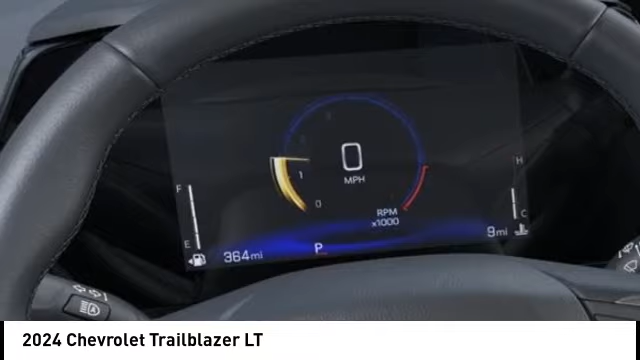 H
0
1
MPH
F
0
RPM
x1000
C
E
364mi
P
9mi
2024 Chevrolet Trailblazer LT